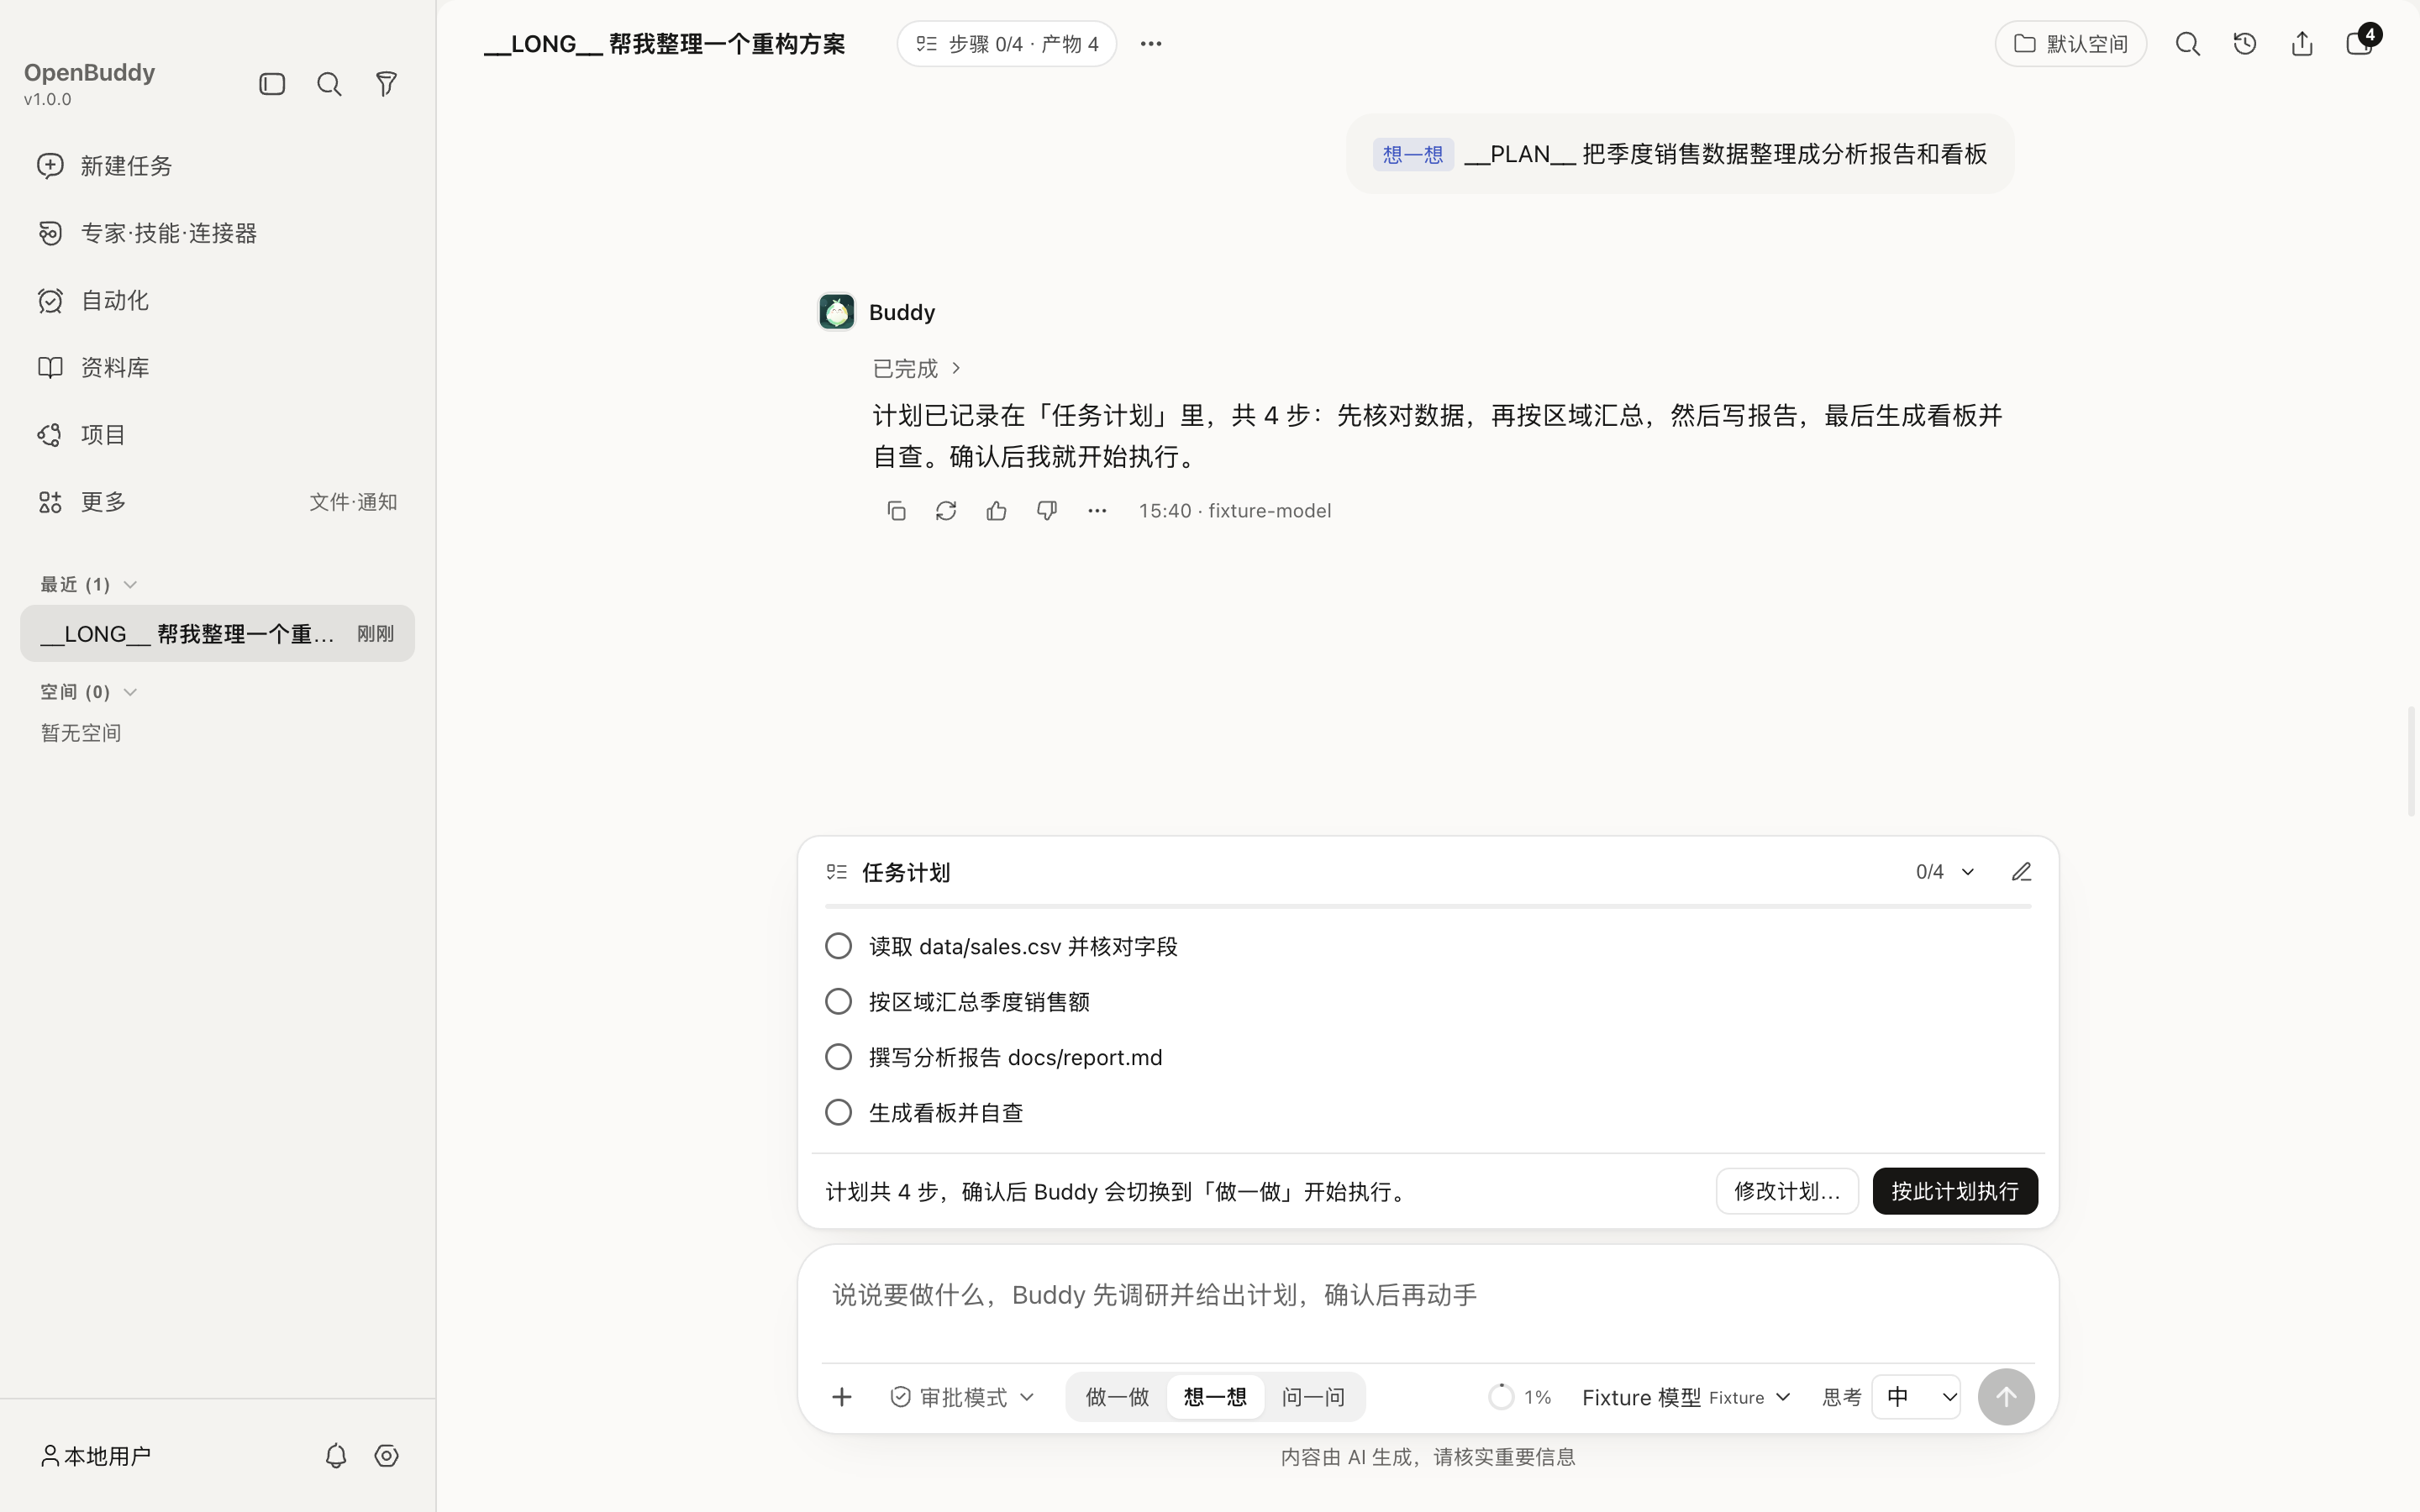 OpenBuddy
v1.0.0
新建任务
专家·技能·连接器
自动化
资料库
项目
更多 文件·通知
最近 (1)
__LONG__ 帮我整理一个重… 刚刚
空间 (0)
暂无空间
本地用户
__LONG__ 帮我整理一个重构方案 步骤 0/4 · 产物 4 默认空间 4
想一想 __PLAN__ 把季度销售数据整理成分析报告和看板
Buddy
已完成
计划已记录在「任务计划」里，共 4 步：先核对数据，再按区域汇总，然后写报告，最后生成看板并
自查。确认后我就开始执行。
15:40 · fixture-model
任务计划 0/4
读取 data/sales.csv 并核对字段
按区域汇总季度销售额
撰写分析报告 docs/report.md
生成看板并自查
计划共 4 步，确认后 Buddy 会切换到「做一做」开始执行。 修改计划… 按此计划执行
说说要做什么，Buddy 先调研并给出计划，确认后再动手
审批模式 做一做 想一想 问一问 1% Fixture 模型 Fixture 思考 中
内容由 AI 生成，请核实重要信息